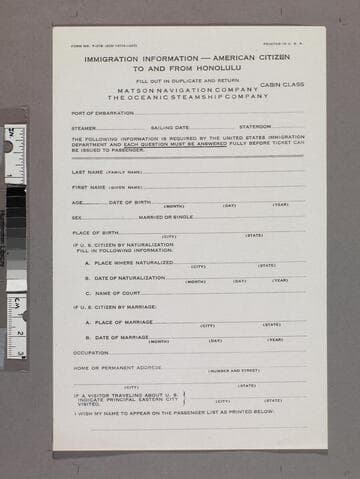 PRINTED IN U. S. A.
IMMIGRATION INFORMATION — AMERICAN CITIZEN
TO AND FROM HONOLULU
FILL OUT IN DUPLICATE AND RETURN
CABIN CLASS
MATSON NAVIGATION COMPANY
THE OCEANIC STEAMSHIP COMPANY
PORT OF EMBARKATION
STEAMER SAILING DATE STATEROOM
THE FOLLOWING INFORMATION IS REQUIRED BY THE UNITED STATES IMMIGRATION
DEPARTMENT AND EACH QUESTION MUST BE ANSWERED FULLY BEFORE TICKET CAN
BE ISSUED TO PASSENGER.
LAST NAME (FAMILY NAME)
FIRST NAME (GIVEN NAME)
AGE DATE OF BIRTH
(MONTH) (DAY) (YEAR)
SEX MARRIED OR SINGLE
PLACE OF BIRTH
(CITY) (STATE)
IF U. S. CITIZEN BY NATURALIZATION
FILL IN FOLLOWING INFORMATION.
A. PLACE WHERE NATURALIZED
(CITY) (STATE)
B. DATE OF NATURALIZATION
(MONTH) (DAY) (YEAR)
C. NAME OF COURT
IF U. S. CITIZEN BY MARRIAGE:
A. PLACE OF MARRIAGE
(CITY) (STATE)
B. DATE OF MARRIAGE
(MONTH) (DAY) (YEAR)
OCCUPATION
HOME OR PERMANENT ADDRESS
(NUMBER AND STREET)
(CITY) (STATE)
IF A VISITOR TRAVELING ABOUT U. S.
INDICATE PRINCIPAL EASTERN CITY
VISITED.
(CITY) (STATE)
I WISH MY NAME TO APPEAR ON THE PASSENGER LIST AS PRINTED BELOW: